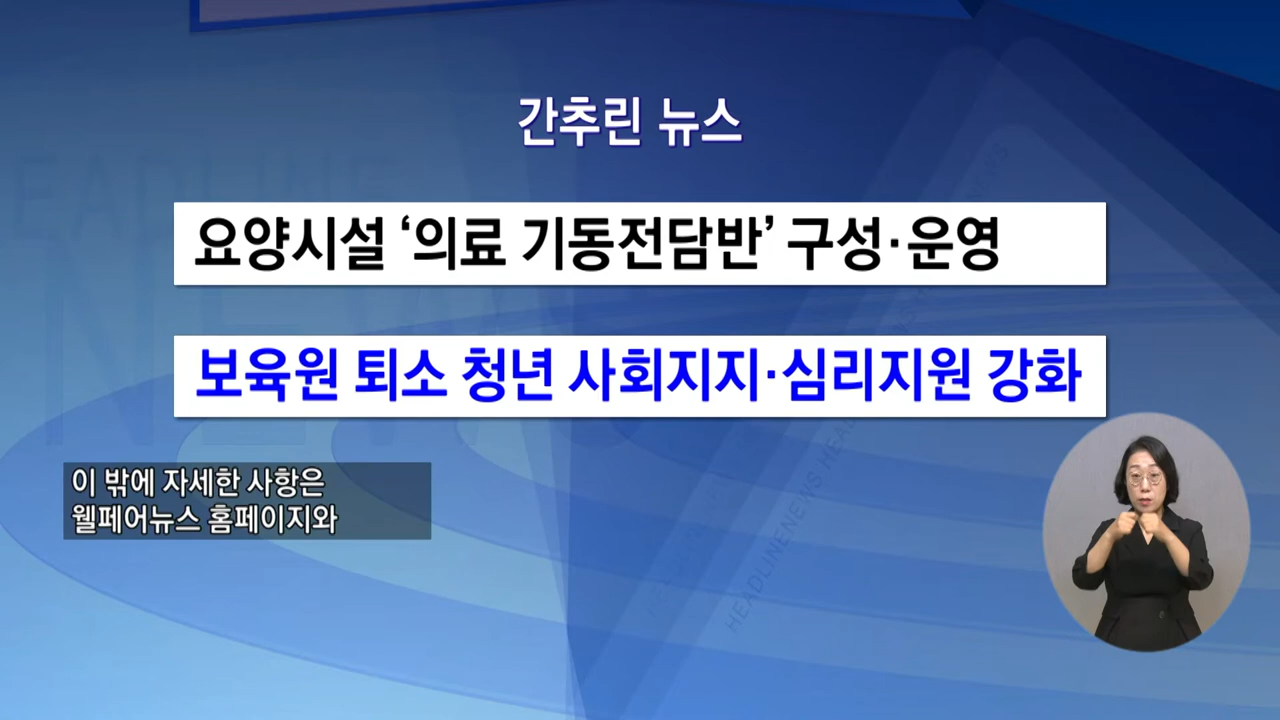 간추린 뉴스
요양시설 ‘의료 기동전담반’ 구성·운영
보육원 퇴소 청년 사회지지·심리지원 강화
이 밖에 자세한 사항은
웰페어뉴스 홈페이지와
HEADLINENEWS